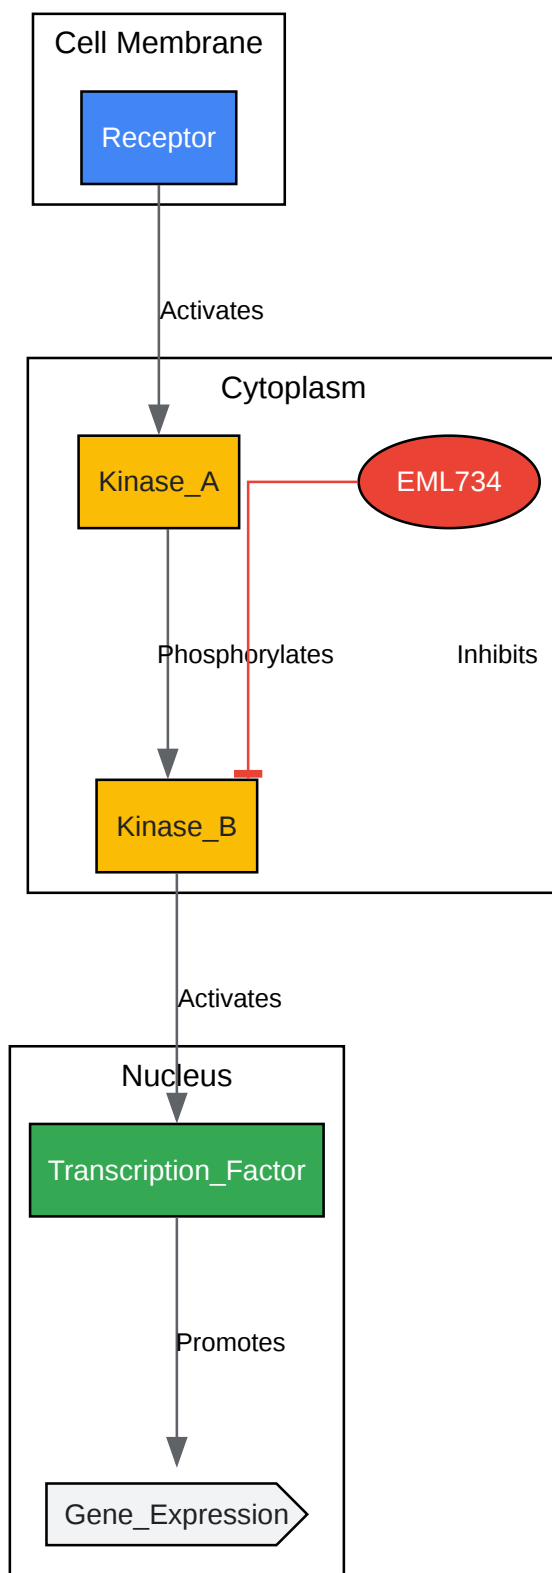 Cell Membrane
Receptor
Activates
Cytoplasm
Kinase_A
EML734
Phosphorylates
Inhibits
Kinase_B
Activates
Nucleus
Transcription_Factor
Promotes
Gene_Expression